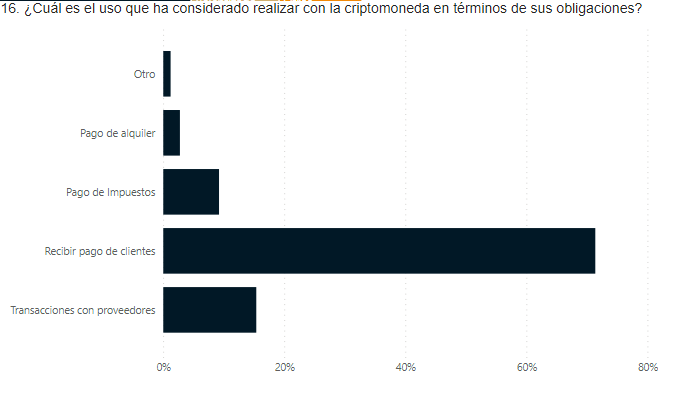 16. ¿Cuál es el uso que ha considerado realizar con la criptomoneda en términos de sus obligaciones?
Otro
Pago de alquiler
Pago de Impuestos
Recibir pago de clientes
Transacciones con proveedores
0% 20% 40% 60% 80%